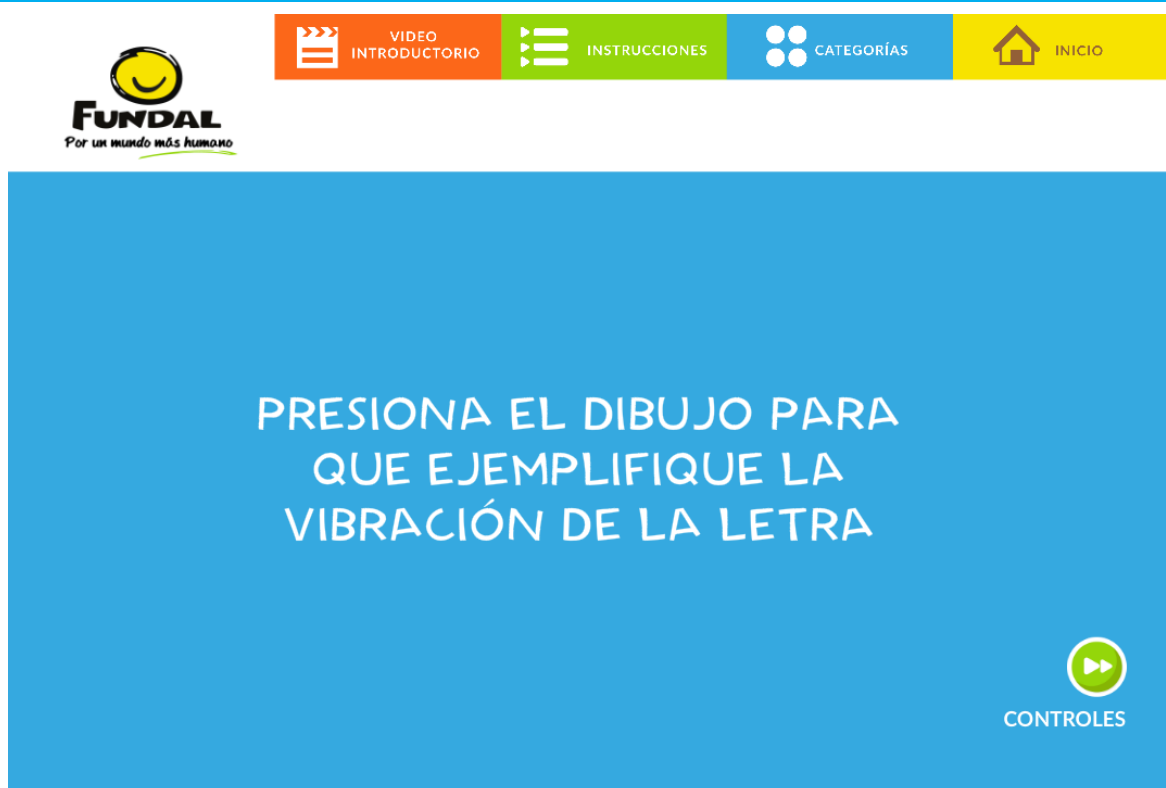 VIDEO
INTRODUCTORIO
INSTRUCCIONES
CATEGORÍAS
INICIO
FUNDAL
Por un mundo más humano
PRESIONA EL DIBUJO PARA
QUE EJEMPLIFIQUE LA
VIBRACIÓN DE LA LETRA
CONTROLES